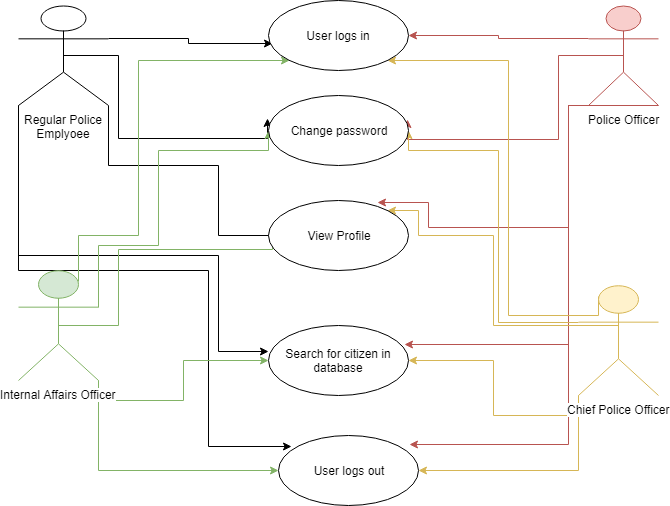 User logs in
Regular Police
Emplyoee
Police Officer
Change password
View Profile
Search for citizen in
database
Internal Affairs Officer
Chief Police Officer
User logs out